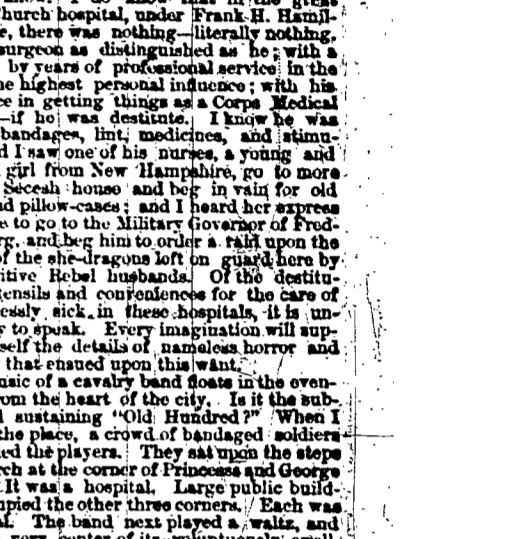 church hospital, under Frank H. Hamil-
e, there was nothing—literally nothing,
surgeon as distinguished as he; with a
by years of professional service in the
he highest personal influence; with his
ce in getting things as a Corps Medical
—if he was destitute. I know he was
bandages, lint, medicines, and stimu-
d I saw one of his nurses, a young and
girl from New Hampshire, go to more
Secesh house and beg in vain for old
nd pillow-cases; and I heard her express
e to go to the Military Governor of Fred-
rg, and beg him to order a raid upon the
of the she-dragons left on guard here by
itive Rebel husbands. Of the destitu-
tensils and conveniences for the care of
essly sick in these hospitals, it is un-
y to speak. Every imagination will sup-
self the details of nameless horror and
that ensued upon this want.
usic of a cavalry band floats in the even-
om the heart of the city. Is it the sub-
d sustaining "Old Hundred?" When I
the place, a crowd of bandaged soldiers
ed the players. They sat upon the steps
rch at the corner of Princess and George
It was a hospital. Large public build-
upied the other three corners. Each was
al. The band next played a waltz, and
very center of its voluptuously